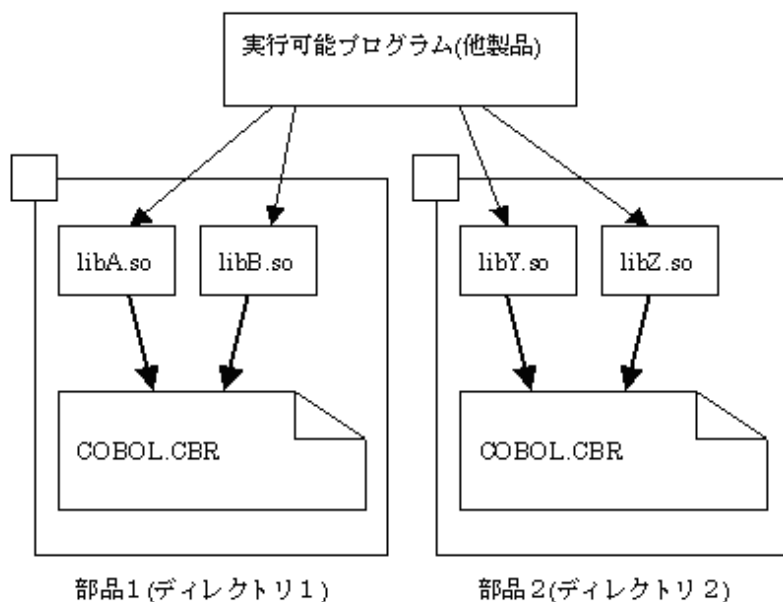 実行可能プログラム(他製品)
libA.so
libB.so
libY.so
libZ.so
COBOL.CBR
COBOL.CBR
部品1(ディレクトリ1)
部品2(ディレクトリ2)